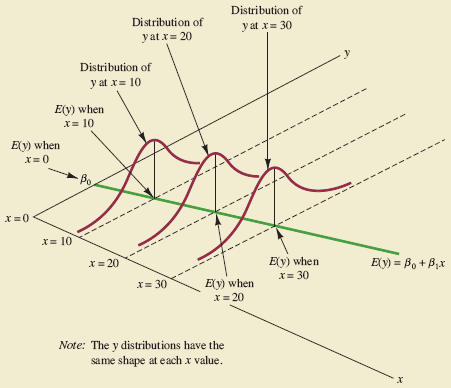 Distribution of
y at x = 30
Distribution of
y at x = 20
y
Distribution of
y at x = 10
E(y) when
x = 10
E(y) when
x = 0
β0
x = 0
x = 10
x = 20
x = 30
E(y) when
x = 20
E(y) when
x = 30
E(y) = β0 + β1x
Note: The y distributions have the
same shape at each x value.
x